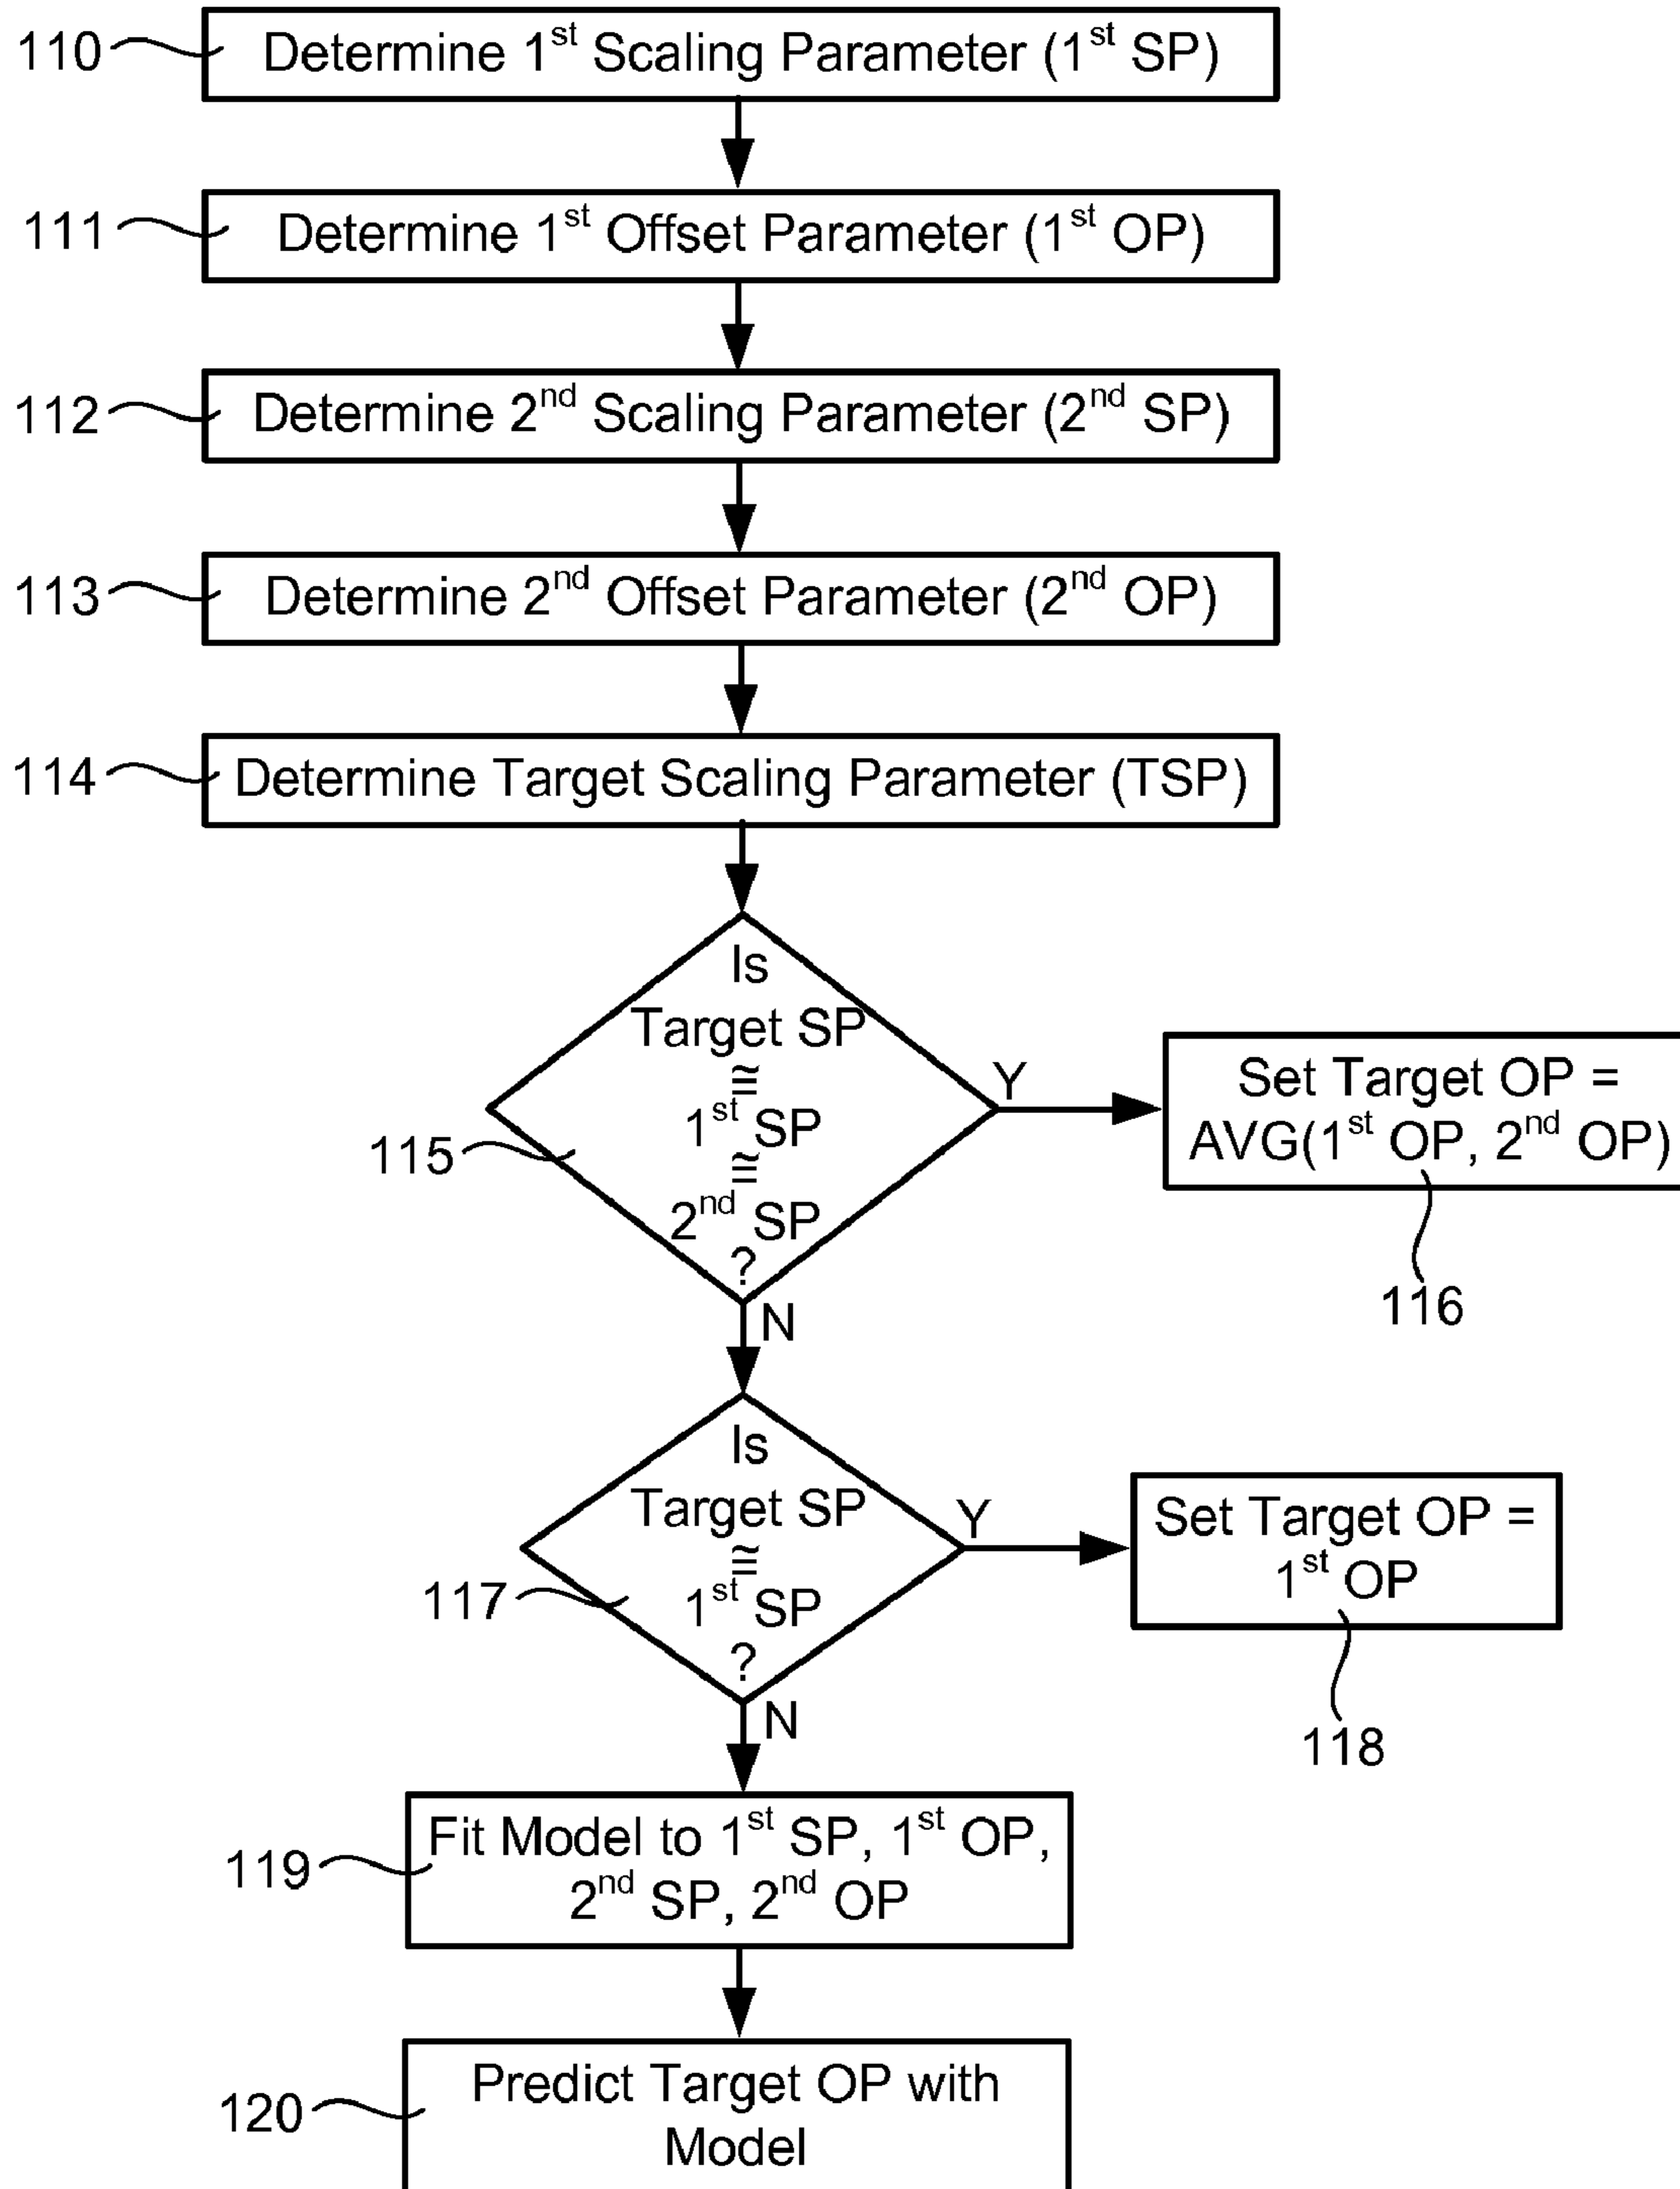 110
Determine 1st Scaling Parameter (1st SP)
111
Determine 1st Offset Parameter (1st OP)
112
Determine 2nd Scaling Parameter (2nd SP)
113
Determine 2nd Offset Parameter (2nd OP)
114
Determine Target Scaling Parameter (TSP)
Is
Target SP
≅
1st SP
≅
2nd SP
?
115
Y
N
Set Target OP =
AVG(1st OP, 2nd OP)
116
Is
Target SP
≅
1st SP
?
117
Y
N
Set Target OP =
1st OP
118
119
Fit Model to 1st SP, 1st OP,
2nd SP, 2nd OP
120
Predict Target OP with
Model